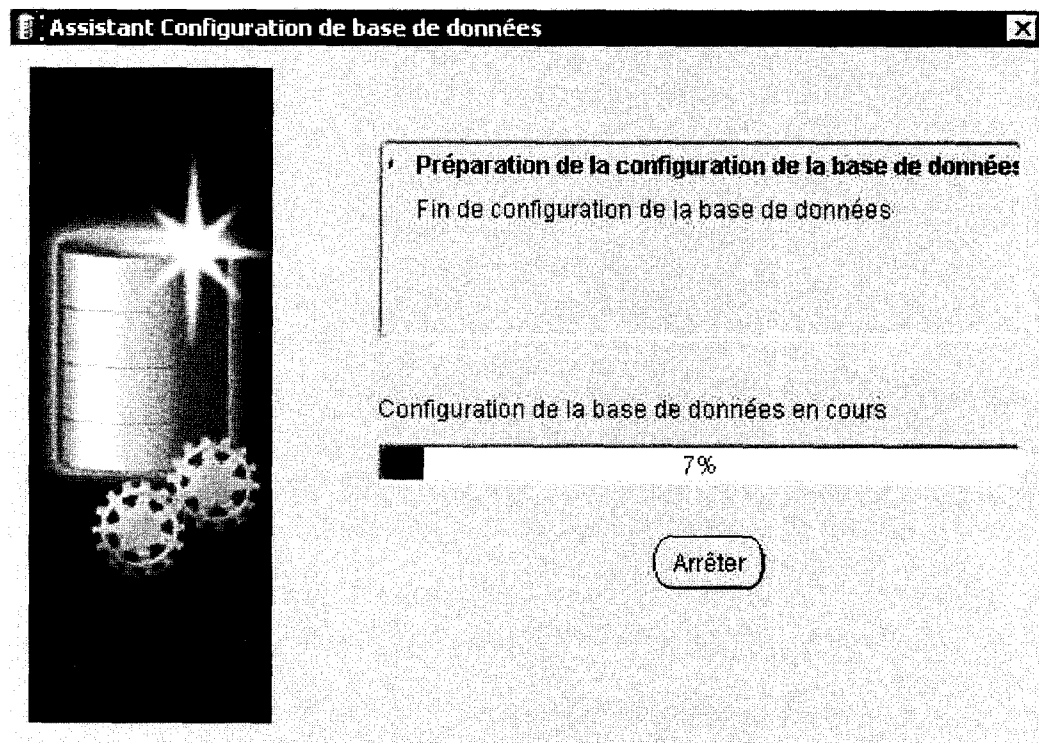 Assistant Configuration de base de données
Préparation de la configuration de la base de données
Fin de configuration de la base de données
Configuration de la base de données en cours
7%
Arrêter